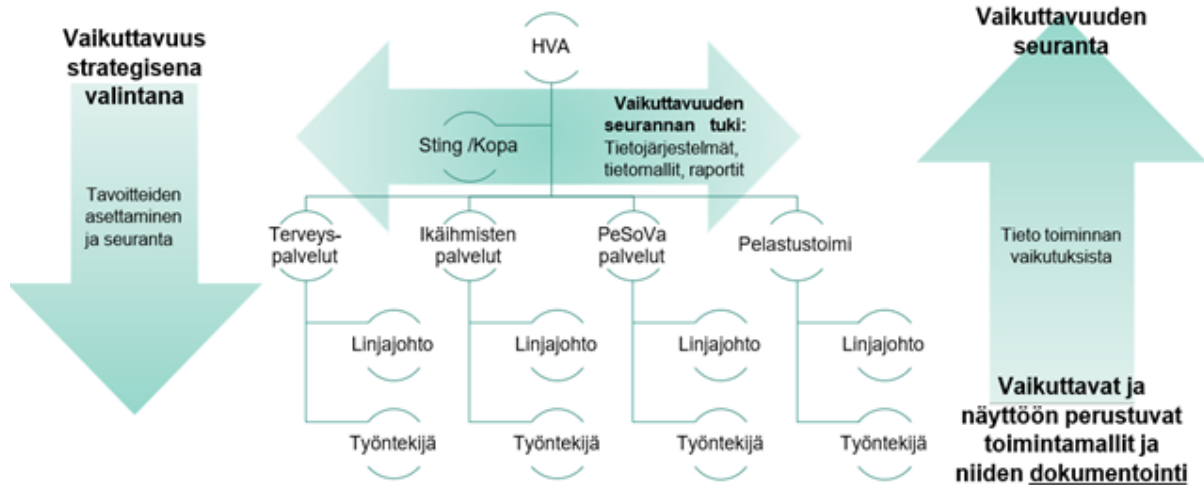 Vaikuttavuus
strategisena
valintana
Tavoitteiden
asettaminen
ja seuranta
HVA
Sting /Kopa
Vaikuttavuuden
seurannan tuki:
Tietojärjestelmät,
tietomallit, raportit
Terveys-
palvelut
Ikäihmisten
palvelut
PeSoVa
palvelut
Pelastustoimi
Linjajohto
Linjajohto
Linjajohto
Linjajohto
Työntekijä
Työntekijä
Työntekijä
Työntekijä
Vaikuttavuuden
seuranta
Tieto toiminnan
vaikutuksista
Vaikuttavat ja
näyttöön perustuvat
toimintamallit ja
niiden dokumentointi